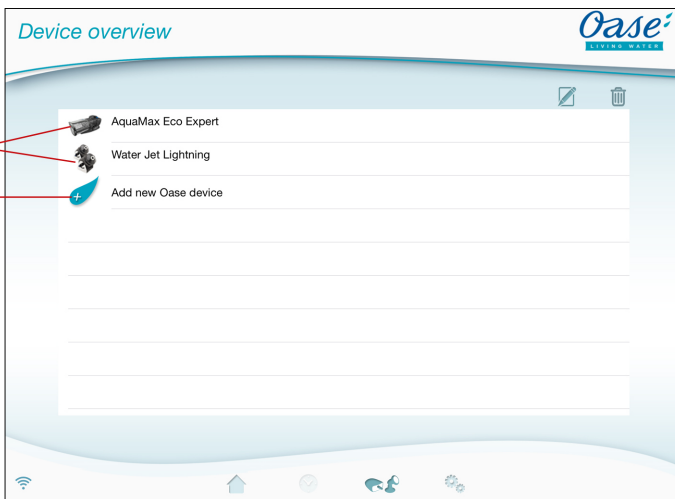 Device overview
Oase
LIVING WATER
AquaMax Eco Expert
Water Jet Lightning
Add new Oase device